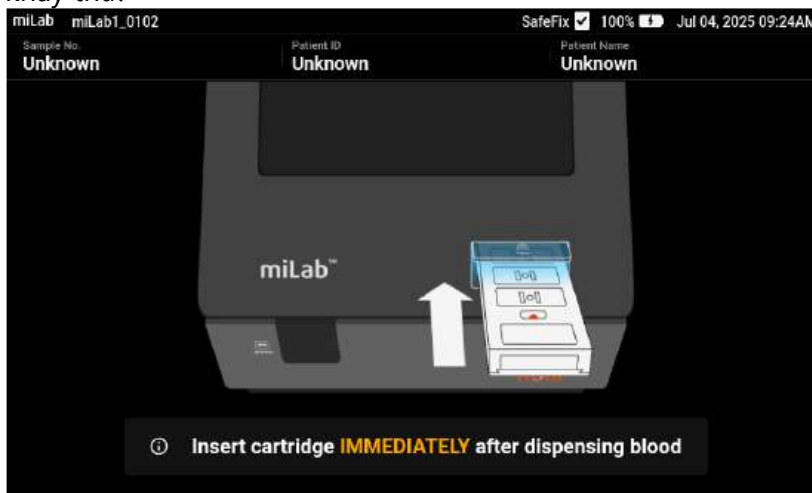 miLab miLab1_0102 SafeFix 100% Jul 04, 2025 09:24AM
Sample No. Patient ID Patient Name
Unknown Unknown Unknown
miLab™
Insert cartridge IMMEDIATELY after dispensing blood